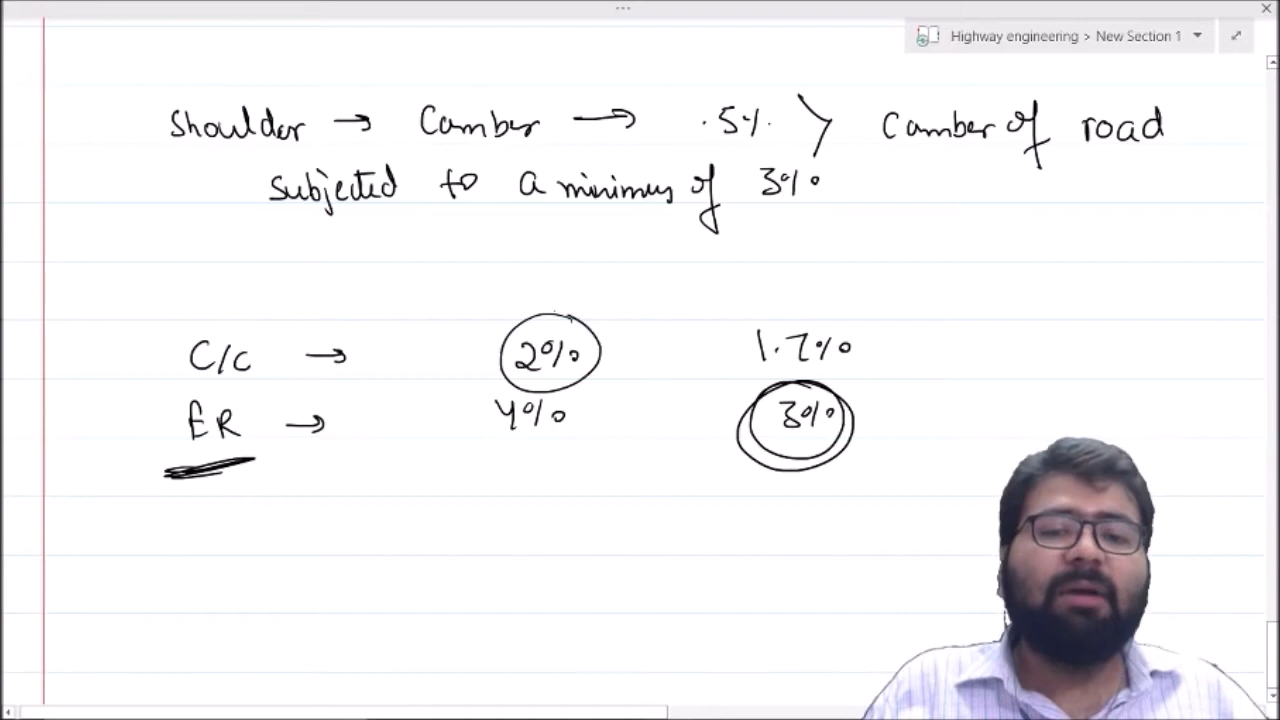 Highway engineering > New Section 1
Shoulder → Camber → .5% > Camber of road
subjected to a minimum of 3%
C/C → 2% 1.7%
ER → 4% 3%